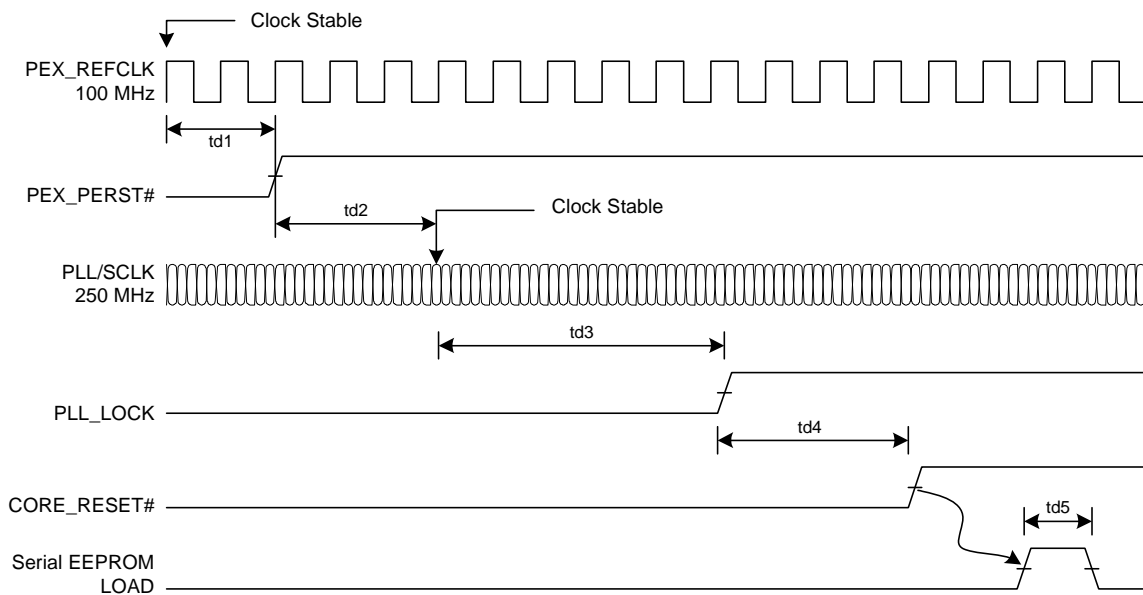 Clock Stable
PEX_REFCLK
100 MHz
td1
PEX_PERST#
td2
Clock Stable
PLL/SCLK
250 MHz
td3
PLL_LOCK
td4
CORE_RESET#
td5
Serial EEPROM
LOAD